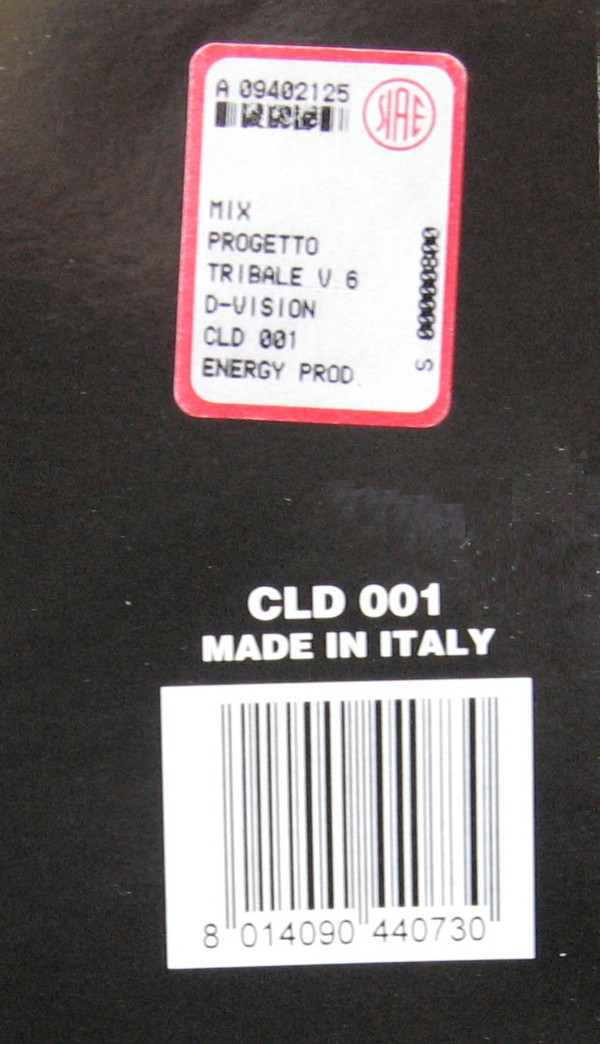 A 09402125
SIAE
MIX
PROGETTO
TRIBALE V.6
D-VISION
CLD 001
ENERGY PROD.
S 00000800
CLD 001
MADE IN ITALY
8 014090 440730